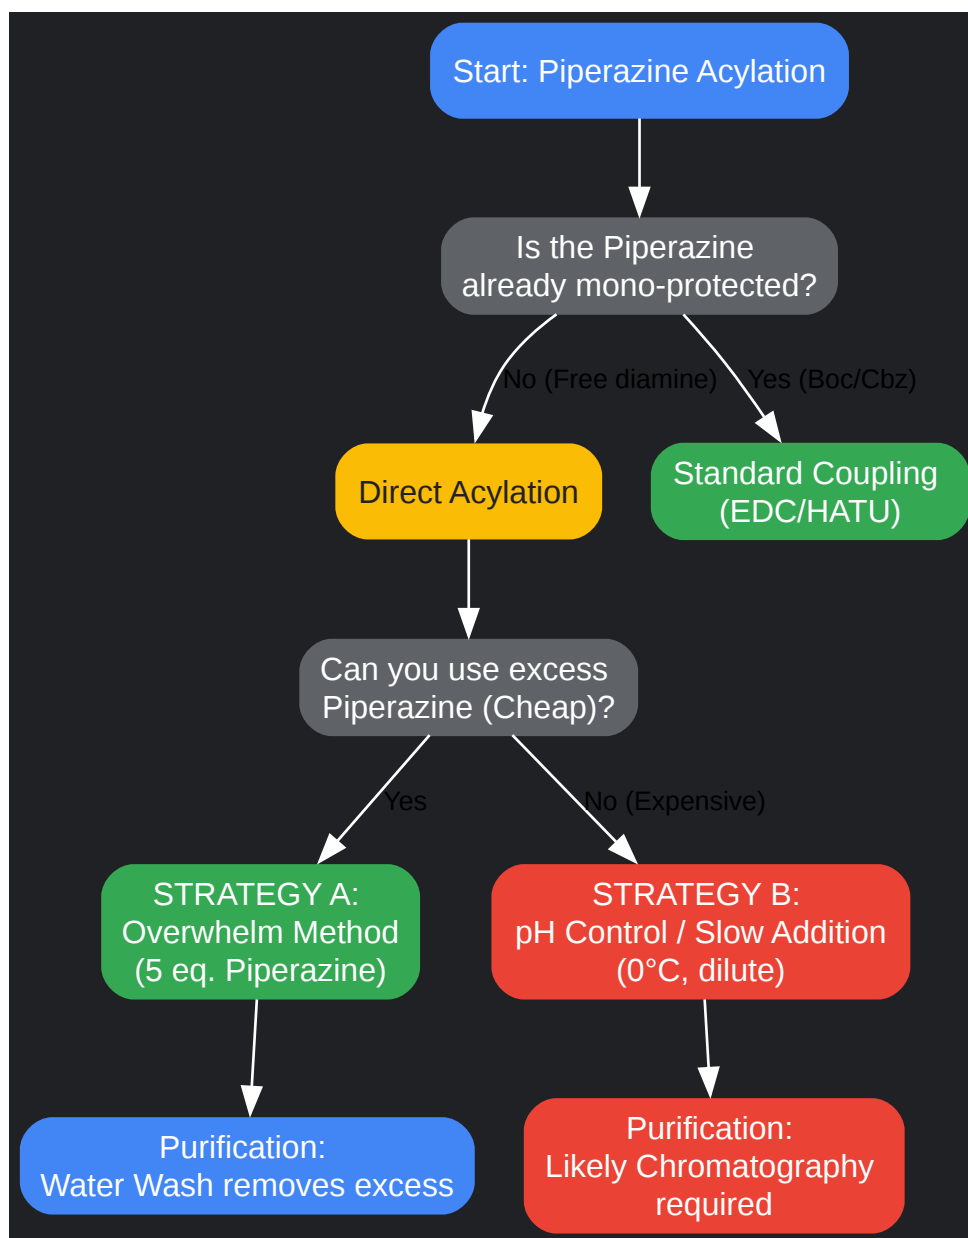 Start: Piperazine Acylation
Is the Piperazine
already mono-protected?
No (Free diamine)
Yes (Boc/Cbz)
Direct Acylation
Standard Coupling
(EDC/HATU)
Can you use excess
Piperazine (Cheap)?
Yes
No (Expensive)
STRATEGY A:
Overwhelm Method
(5 eq. Piperazine)
STRATEGY B:
pH Control / Slow Addition
(0°C, dilute)
Purification:
Water Wash removes excess
Purification:
Likely Chromatography
required